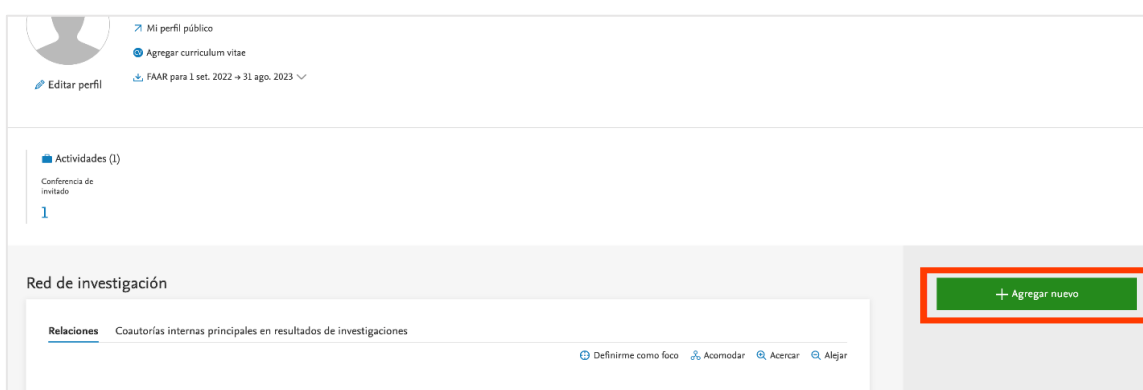 Mi perfil público
Agregar curriculum vitae
Editar perfil
FAAR para 1 set. 2022 → 31 ago. 2023
Actividades (1)
Conferencia de
invitado
1
Red de investigación
+ Agregar nuevo
Relaciones Coautorías internas principales en resultados de investigaciones
Definirme como foco Acomodar Acercar Alejar